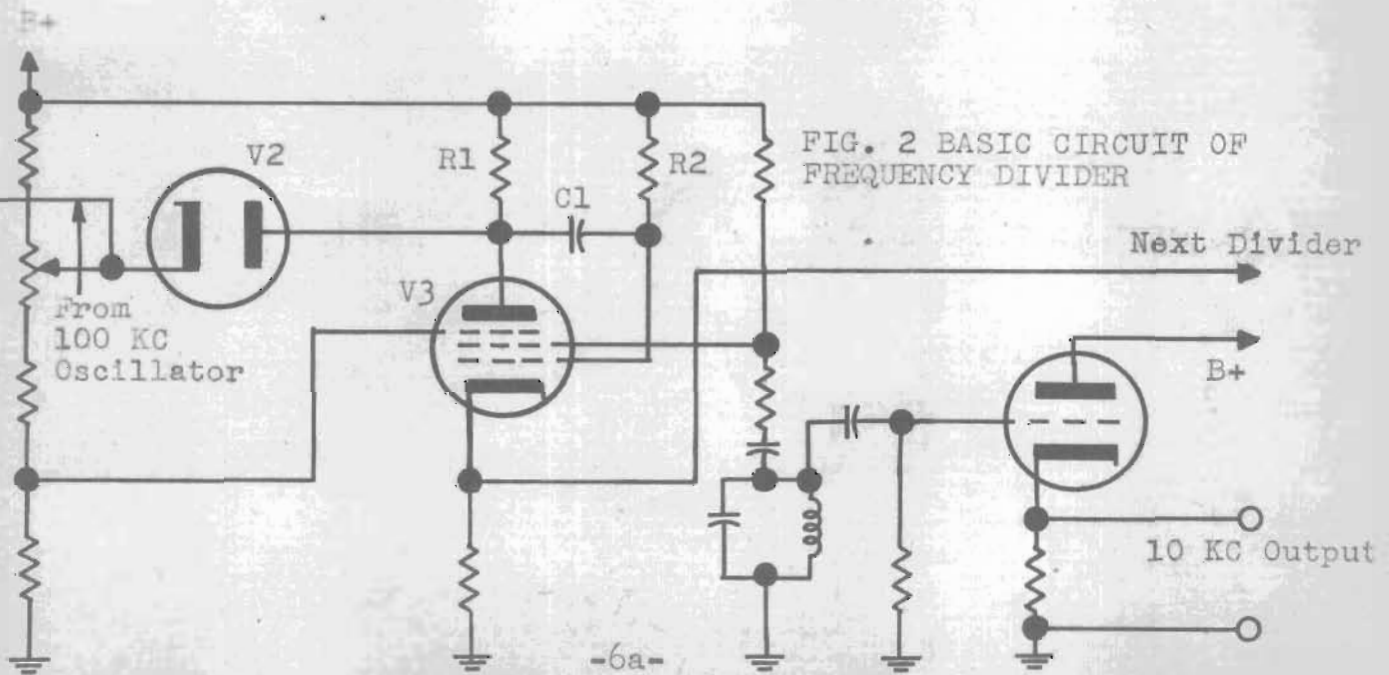 B+
V2
R1
R2
C1
FIG. 2 BASIC CIRCUIT OF
FREQUENCY DIVIDER
Next Divider
V3
From
100 KC
Oscillator
B+
10 KC Output
-6a-